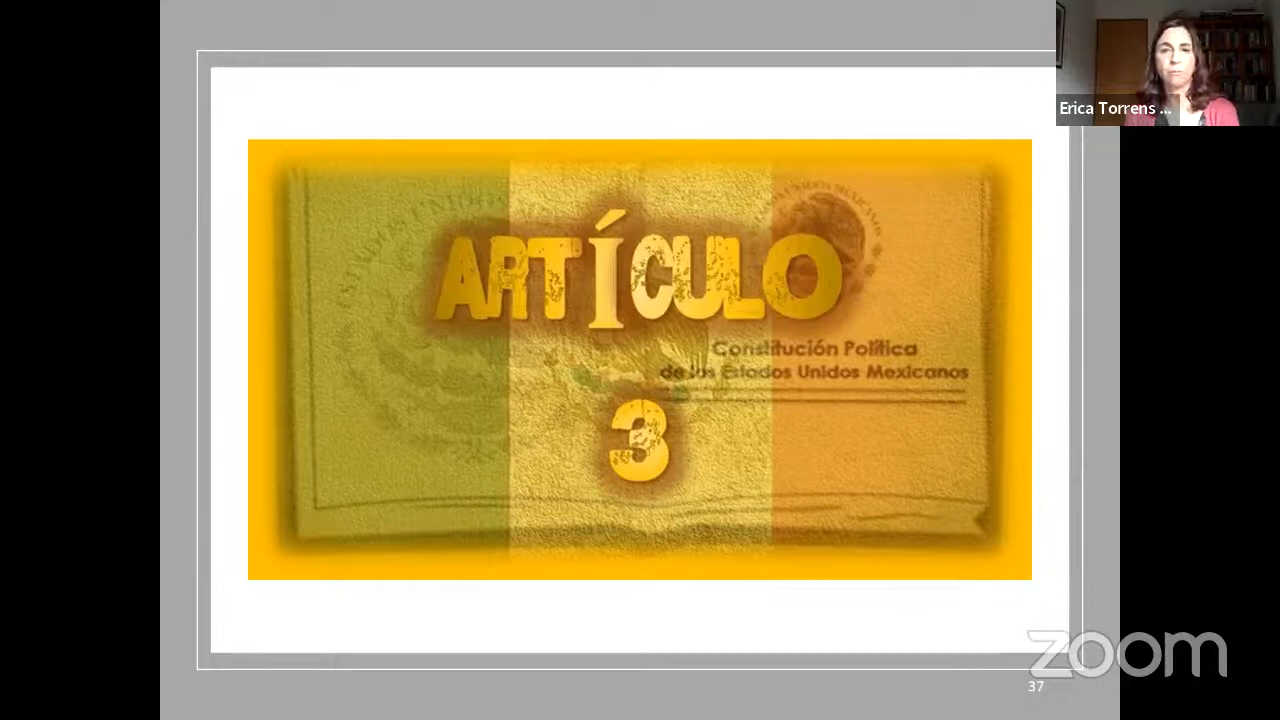 Erica Torrens ...
ARTÍCULO
Constitución Política
de los Estados Unidos Mexicanos
3
zoom
37